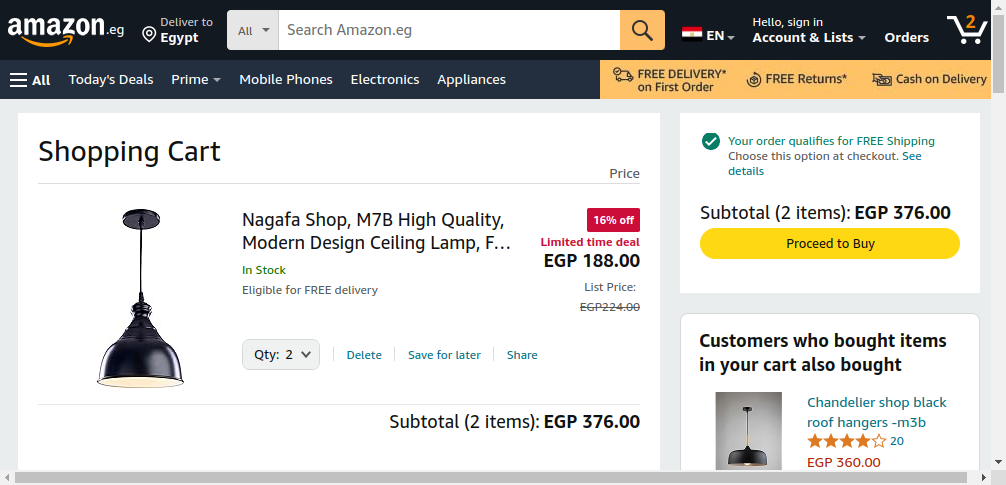 amazon.eg
Deliver to
Egypt
All
Search Amazon.eg
EN
Hello, sign in
Account & Lists
Orders
2
All
Today's Deals
Prime
Mobile Phones
Electronics
Appliances
FREE DELIVERY*
on First Order
FREE Returns*
Cash on Delivery
Shopping Cart
Price
Nagafa Shop, M7B High Quality,
Modern Design Ceiling Lamp, F...
In Stock
Eligible for FREE delivery
16% off
Limited time deal
EGP 188.00
List Price:
EGP224.00
Qty: 2
Delete
Save for later
Share
Subtotal (2 items): EGP 376.00
Your order qualifies for FREE Shipping
Choose this option at checkout. See
details
Subtotal (2 items): EGP 376.00
Proceed to Buy
Customers who bought items
in your cart also bought
Chandelier shop black
roof hangers -m3b
20
EGP 360.00